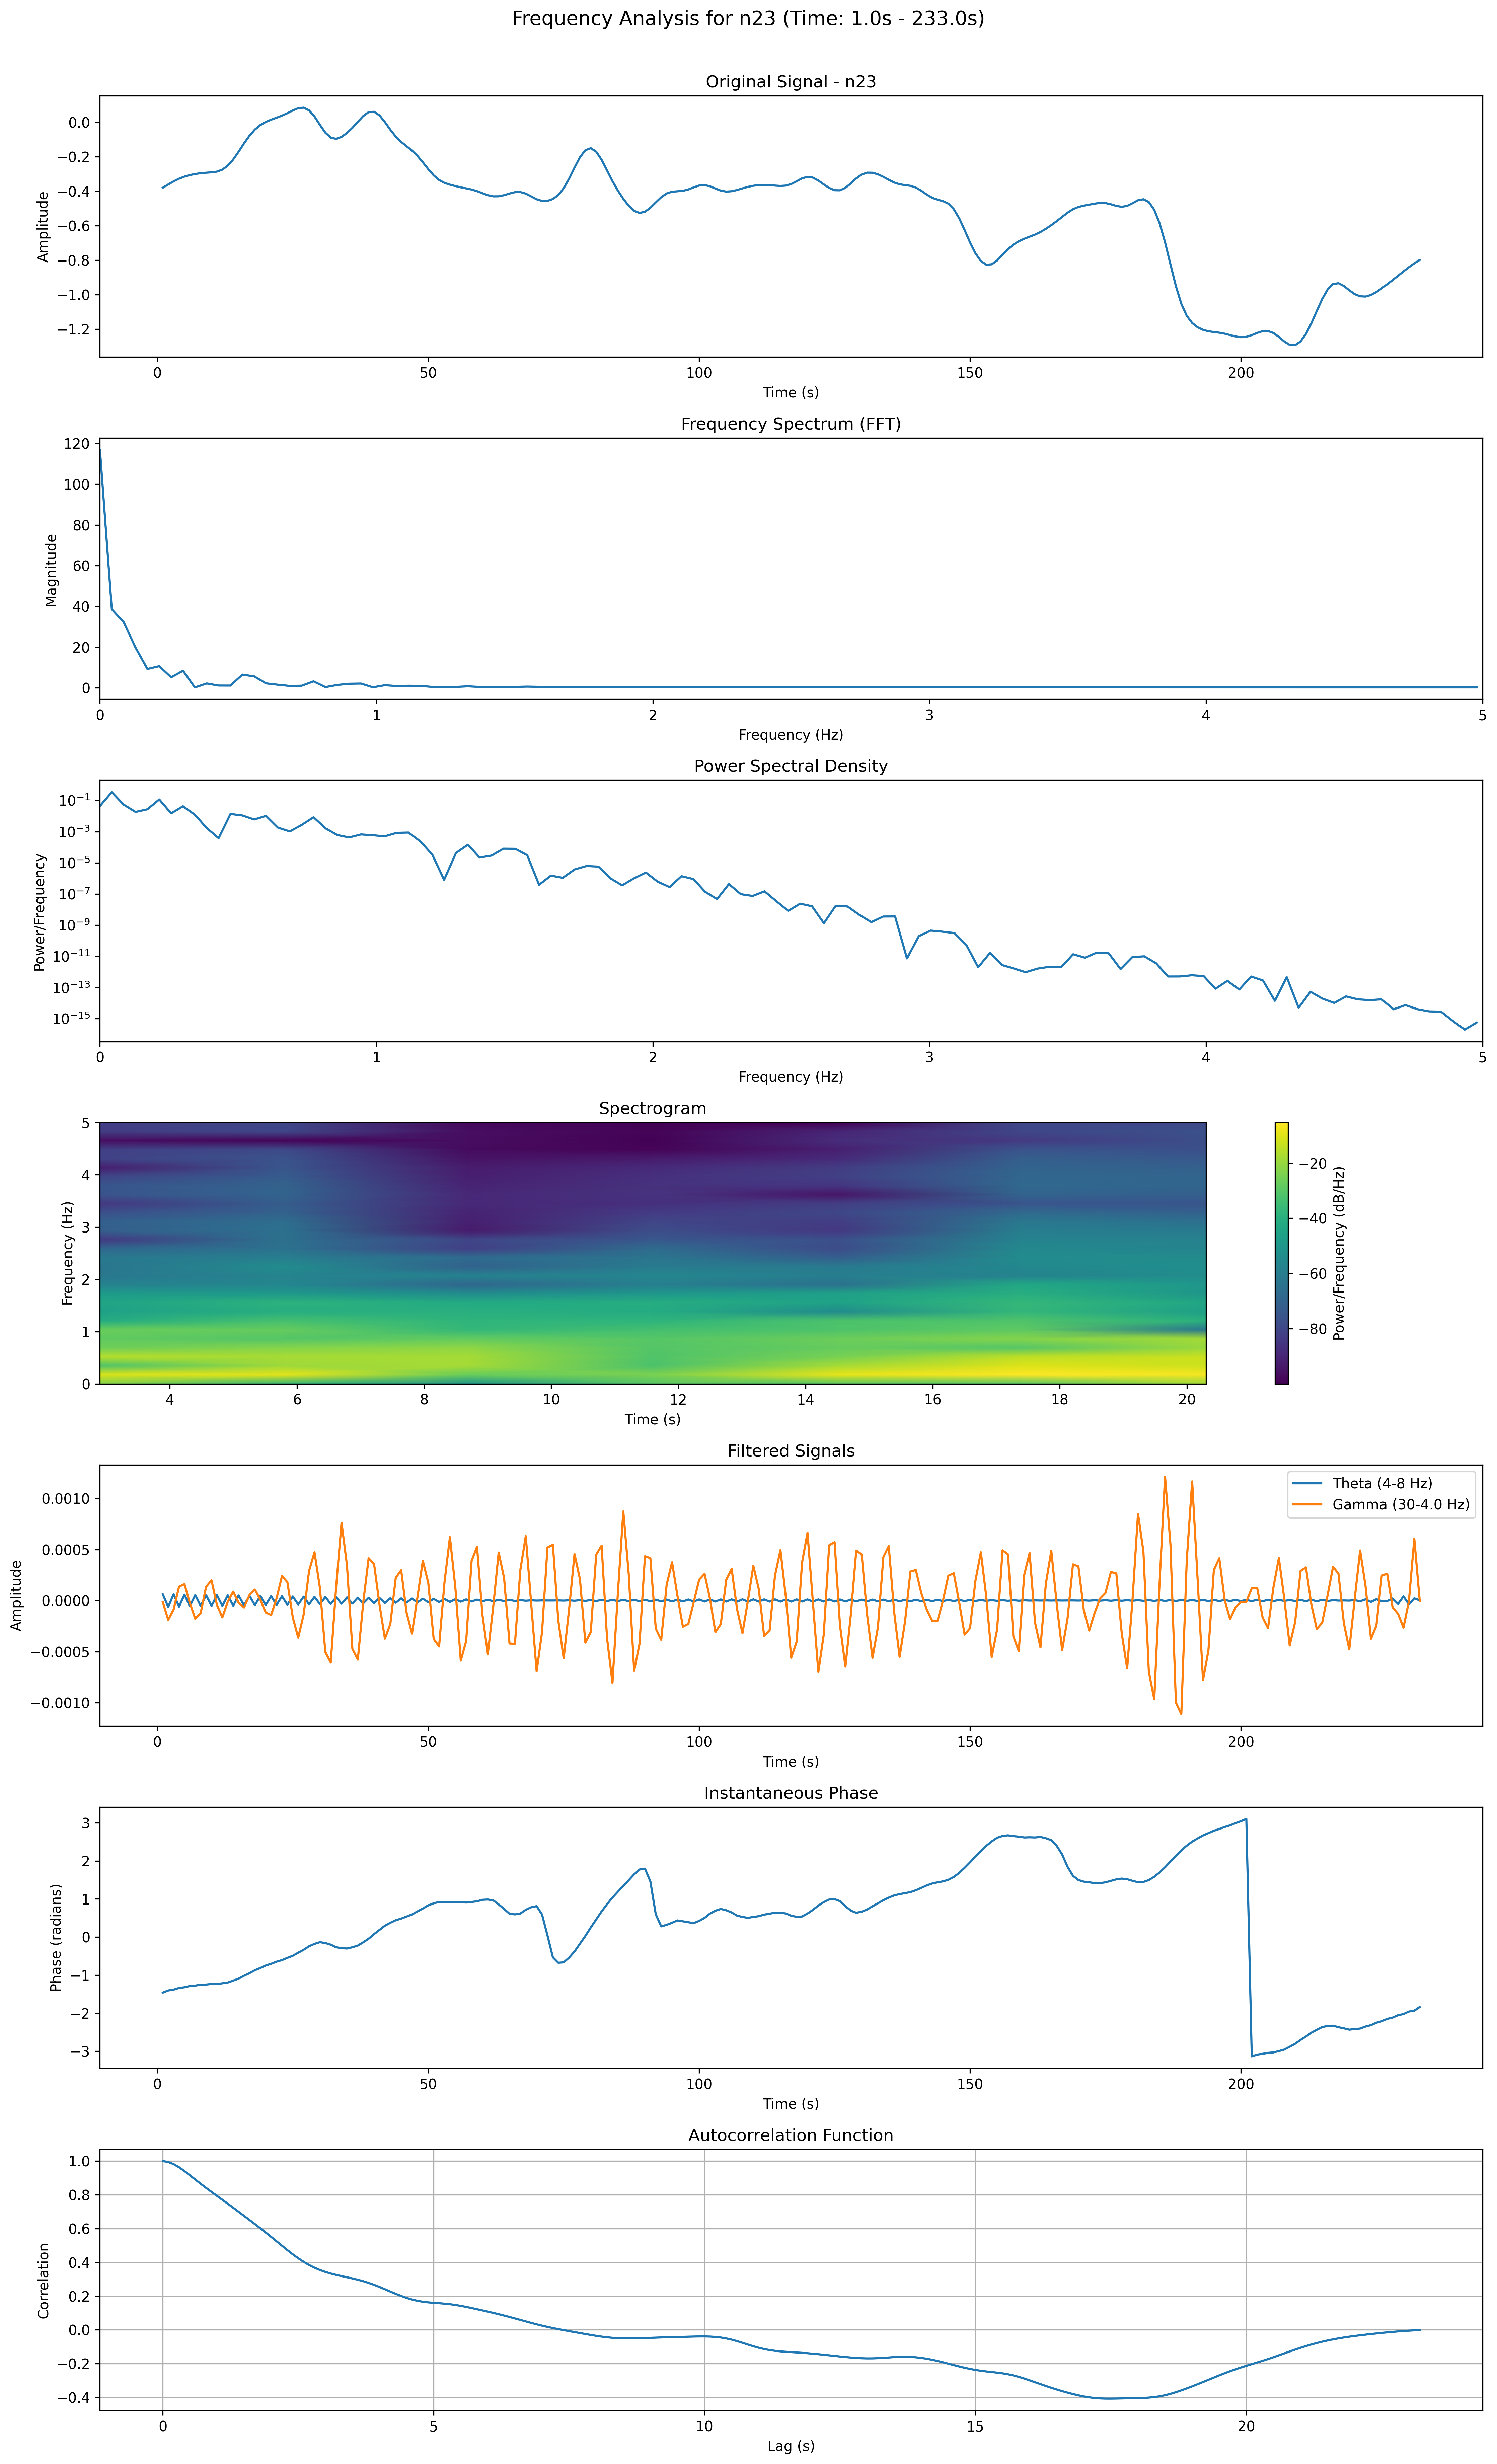 Frequency Analysis for n23 (Time: 1.0s - 233.0s)
Original Signal - n23
Amplitude
0.0
−0.2
−0.4
−0.6
−0.8
−1.0
−1.2
0 50 100 150 200
Time (s)
Frequency Spectrum (FFT)
Magnitude
120
100
80
60
40
20
0
0 1 2 3 4 5
Frequency (Hz)
Power Spectral Density
Power/Frequency
10⁻¹
10⁻³
10⁻⁵
10⁻⁷
10⁻⁹
10⁻¹¹
10⁻¹³
10⁻¹⁵
0 1 2 3 4 5
Frequency (Hz)
Spectrogram
Frequency (Hz)
5
4
3
2
1
0
4 6 8 10 12 14 16 18 20
Time (s)
−20
−40
−60
−80
Power/Frequency (dB/Hz)
Filtered Signals
Amplitude
0.0010
0.0005
0.0000
−0.0005
−0.0010
Theta (4-8 Hz)
Gamma (30-4.0 Hz)
0 50 100 150 200
Time (s)
Instantaneous Phase
Phase (radians)
3
2
1
0
−1
−2
−3
0 50 100 150 200
Time (s)
Autocorrelation Function
Correlation
1.0
0.8
0.6
0.4
0.2
0.0
−0.2
−0.4
0 5 10 15 20
Lag (s)